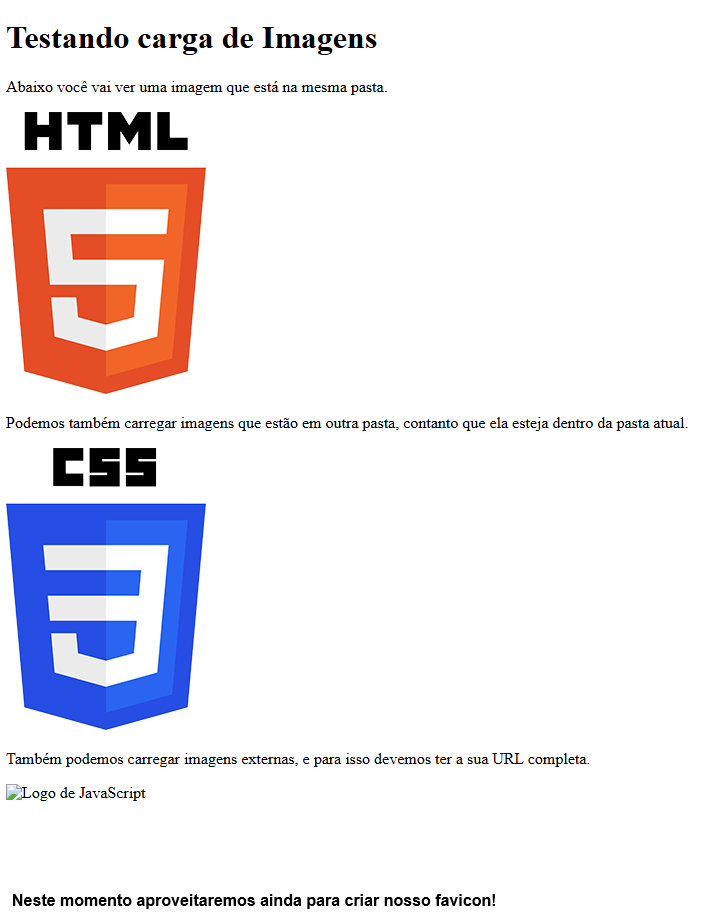 Testando carga de Imagens
Abaixo você vai ver uma imagem que está na mesma pasta.
HTML
5
Podemos também carregar imagens que estão em outra pasta, contanto que ela esteja dentro da pasta atual.
CSS
3
Também podemos carregar imagens externas, e para isso devemos ter a sua URL completa.
Logo de JavaScript
Neste momento aproveitaremos ainda para criar nosso favicon!